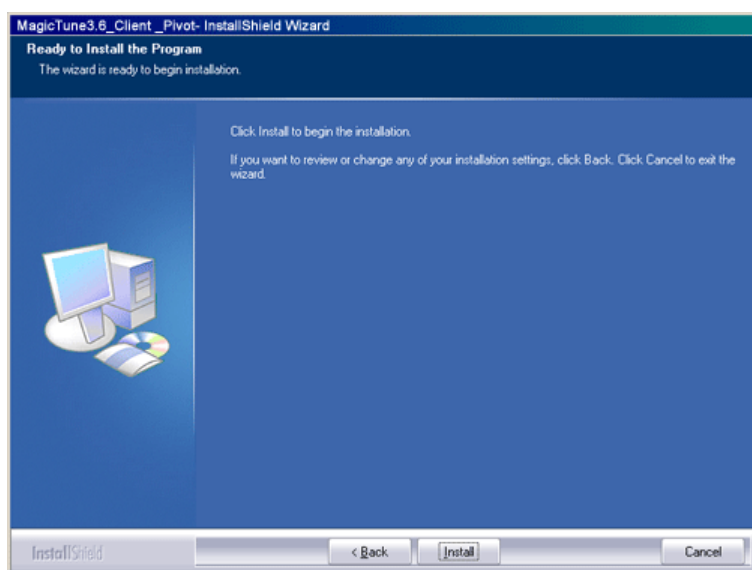 MagicTune3.6_Client _Pivot- InstallShield Wizard
Ready to Install the Program
The wizard is ready to begin installation.
Click Install to begin the installation.
If you want to review or change any of your installation settings, click Back. Click Cancel to exit the
wizard.
InstallShield
< Back
Install
Cancel